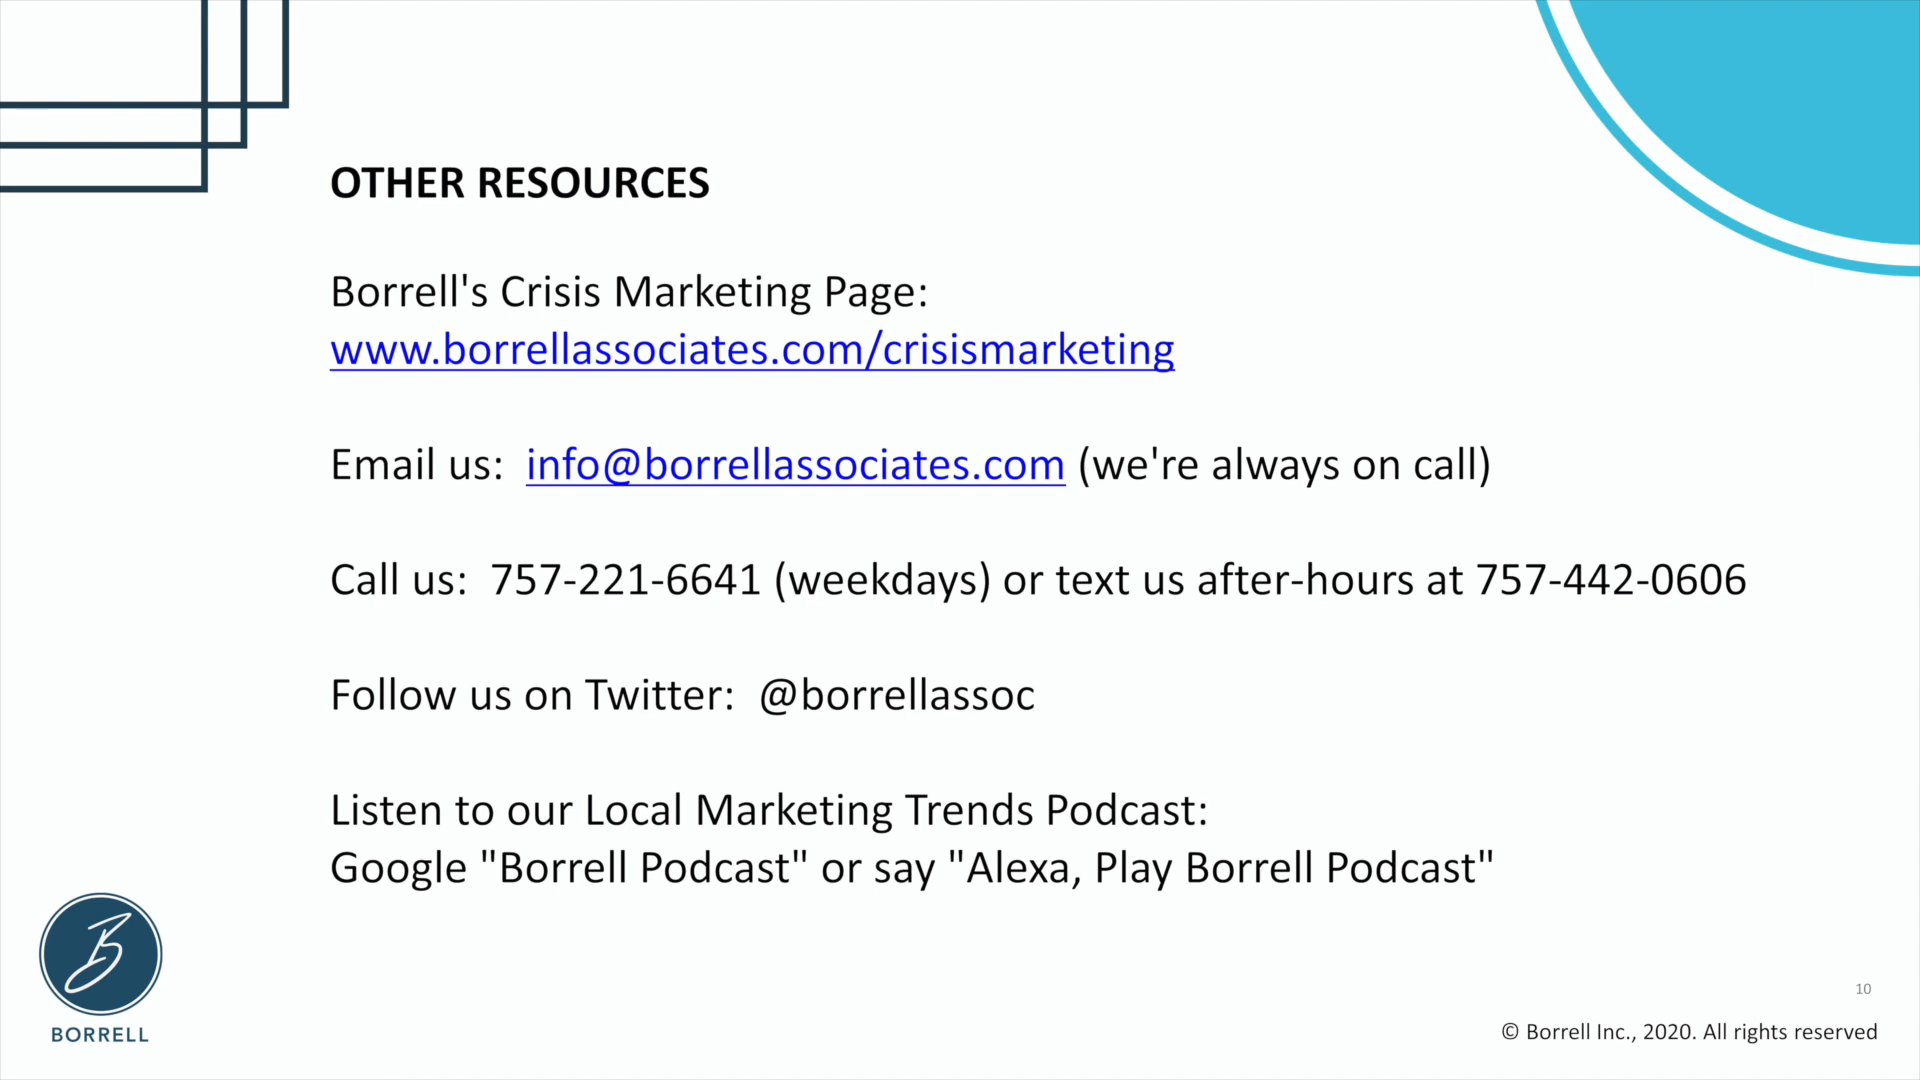 OTHER RESOURCES
Borrell's Crisis Marketing Page:
www.borrellassociates.com/crisismarketing
Email us:  info@borrellassociates.com (we're always on call)
Call us:  757-221-6641 (weekdays) or text us after-hours at 757-442-0606
Follow us on Twitter:  @borrellassoc
Listen to our Local Marketing Trends Podcast:
Google "Borrell Podcast" or say "Alexa, Play Borrell Podcast"
B
BORRELL
10
© Borrell Inc., 2020. All rights reserved